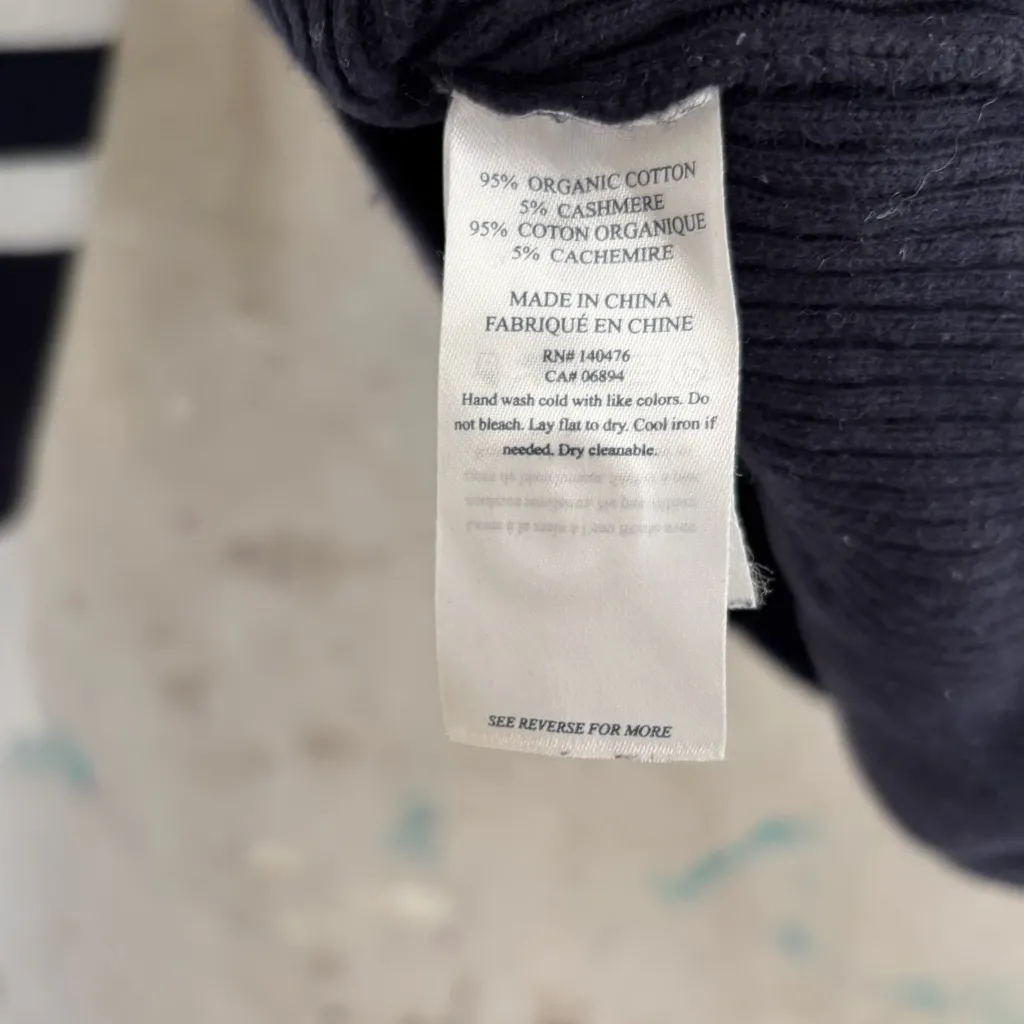 95% ORGANIC COTTON
5% CASHMERE
95% COTON ORGANIQUE
5% CACHEMIRE
MADE IN CHINA
FABRIQUÉ EN CHINE
RN# 140476
CA# 06894
Hand wash cold with like colors. Do
not bleach. Lay flat to dry. Cool iron if
needed. Dry cleanable.
SEE REVERSE FOR MORE